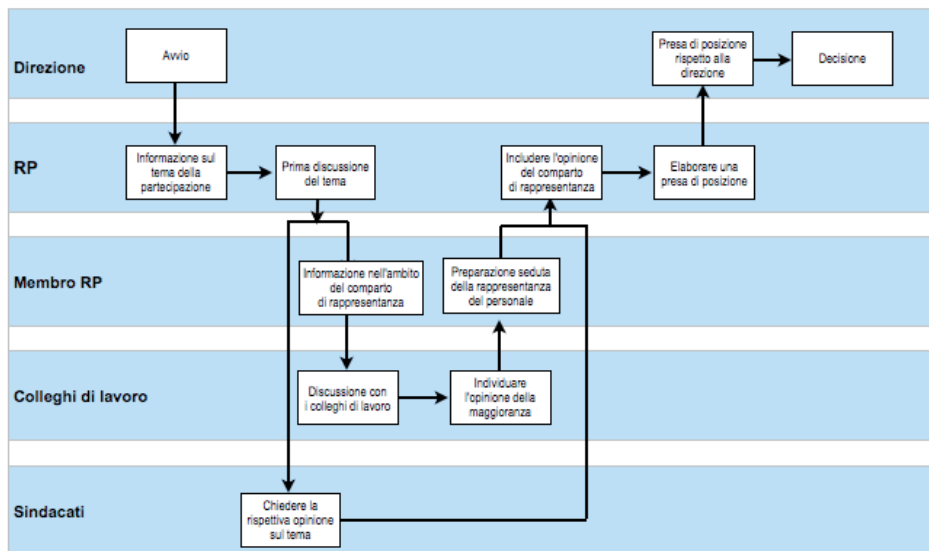 Direzione
Avvio
Presa di posizione
rispetto alla
direzione
Decisione
RP
Informazione sul
tema della
partecipazione
Prima discussione
del tema
Includere l'opinione
del comparto
di rappresentanza
Elaborare una
presa di posizione
Membro RP
Informazione nell'ambito
del comparto
di rappresentanza
Preparazione seduta
della rappresentanza
del personale
Colleghi di lavoro
Discussione con
i colleghi di lavoro
Individuare
l'opinione della
maggioranza
Sindacati
Chiedere la
rispettiva opinione
sul tema